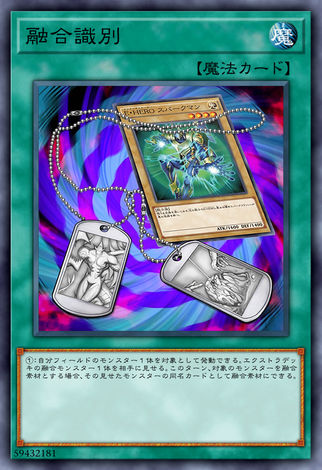 融合識別
魔
【魔法カード】
E・HERO スパークマン
ATK/1600 DEF/1400
①:自分フィールドのモンスター1体を対象として発動できる。エクストラデッ
キの融合モンスター1体を相手に見せる。このターン、対象のモンスターを融合
素材とする場合、その見せたモンスターの同名カードとして融合素材にできる。
59432181